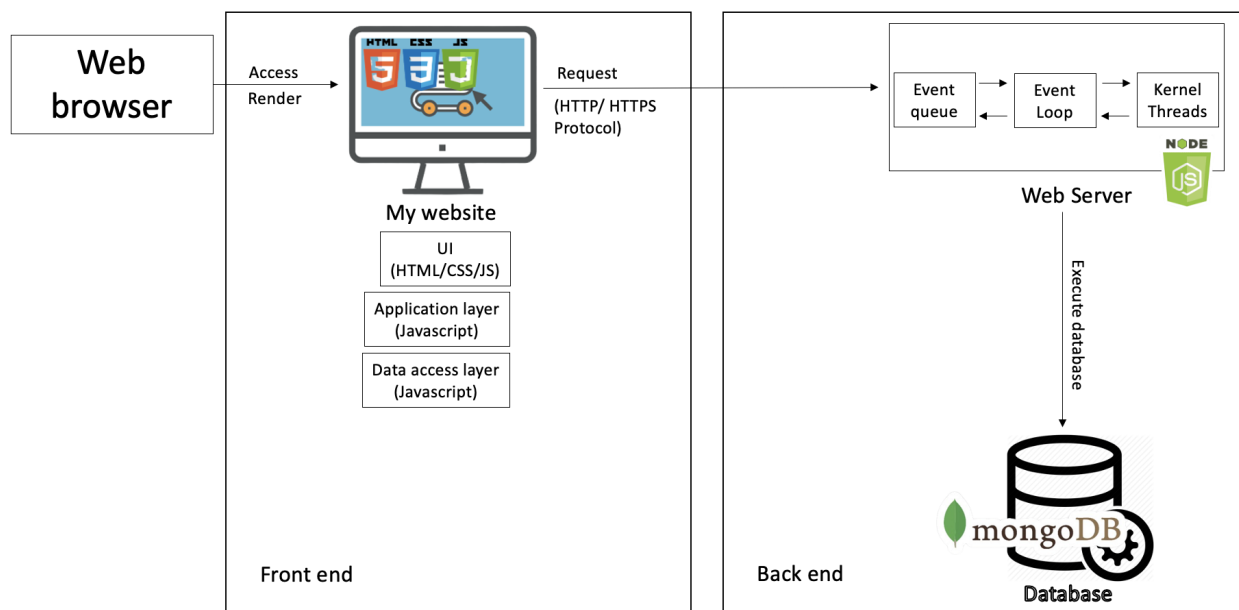 Web
browser
Access
Render
HTML CSS JS
5 3 J
My website
UI
(HTML/CSS/JS)
Application layer
(Javascript)
Data access layer
(Javascript)
Front end
Request
(HTTP/ HTTPS
Protocol)
Event
queue
Event
Loop
Kernel
Threads
NODE
JS
Web Server
Execute database
mongoDB
Database
Back end